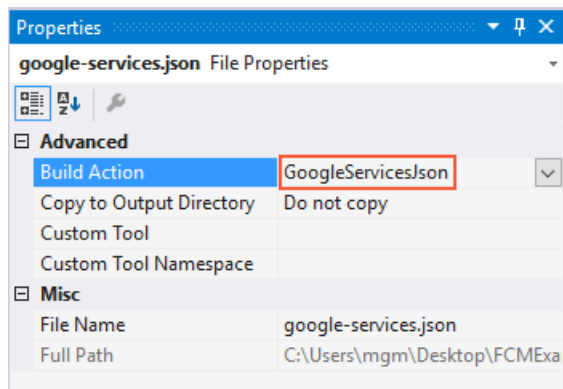 Properties
google-services.json File Properties
Advanced
Build Action GoogleServicesJson
Copy to Output Directory Do not copy
Custom Tool
Custom Tool Namespace
Misc
File Name google-services.json
Full Path C:\Users\mgm\Desktop\FCMExa